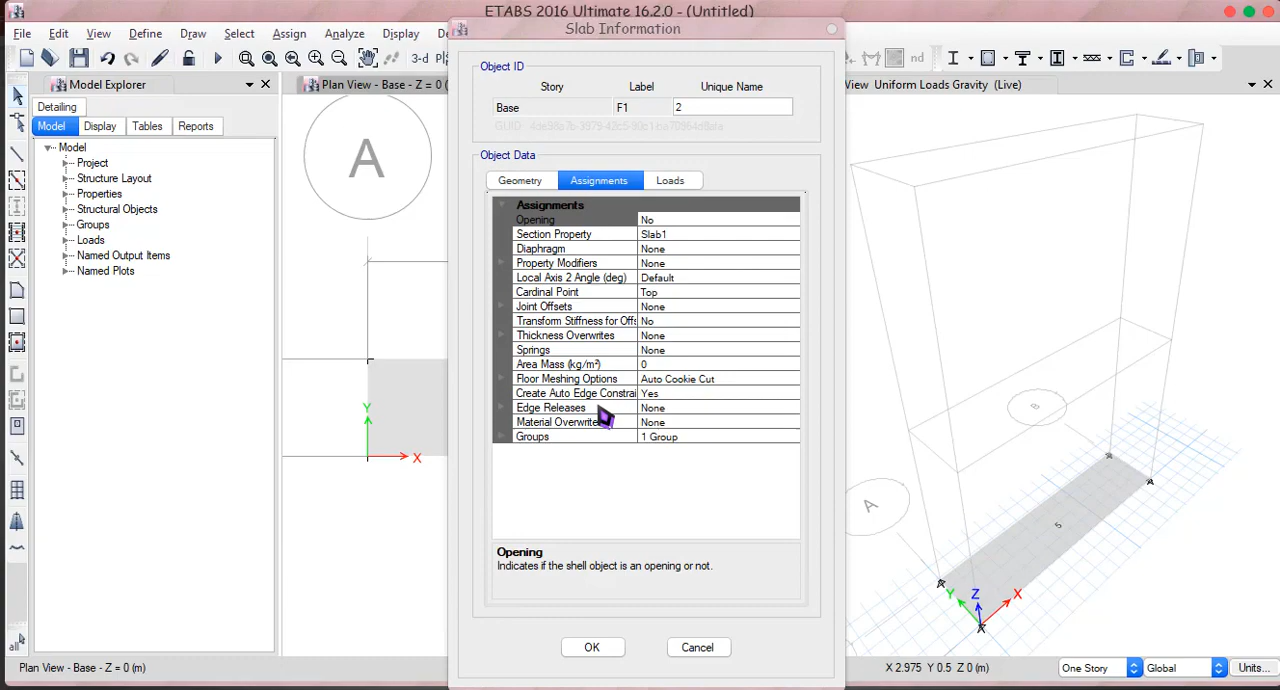 ETABS 2016 Ultimate 16.2.0 - (Untitled)
File Edit View Define Draw Select Assign Analyze Display
Slab Information
3-d
nd
Model Explorer
Plan View - Base - Z = 0 (
View Uniform Loads Gravity (Live)
Detailing
Model Display Tables Reports
Model
Project
Structure Layout
Properties
Structural Objects
Groups
Loads
Named Output Items
Named Plots
A
Y
X
Object ID
Story Label Unique Name
Base F1 2
Object Data
Geometry Assignments Loads
Assignments
Opening No
Section Property Slab1
Diaphragm None
Property Modifiers None
Local Axis 2 Angle (deg) Default
Cardinal Point Top
Joint Offsets None
Transform Stiffness for Offs No
Thickness Overwrites None
Springs None
Area Mass (kg/m²) 0
Floor Meshing Options Auto Cookie Cut
Create Auto Edge Constrai Yes
Edge Releases None
Material Overwrite None
Groups 1 Group
Opening
Indicates if the shell object is an opening or not.
OK Cancel
B
A
5
Y Z X
all
Plan View - Base - Z = 0 (m)
X 2.975 Y 0.5 Z 0 (m)
One Story Global Units...